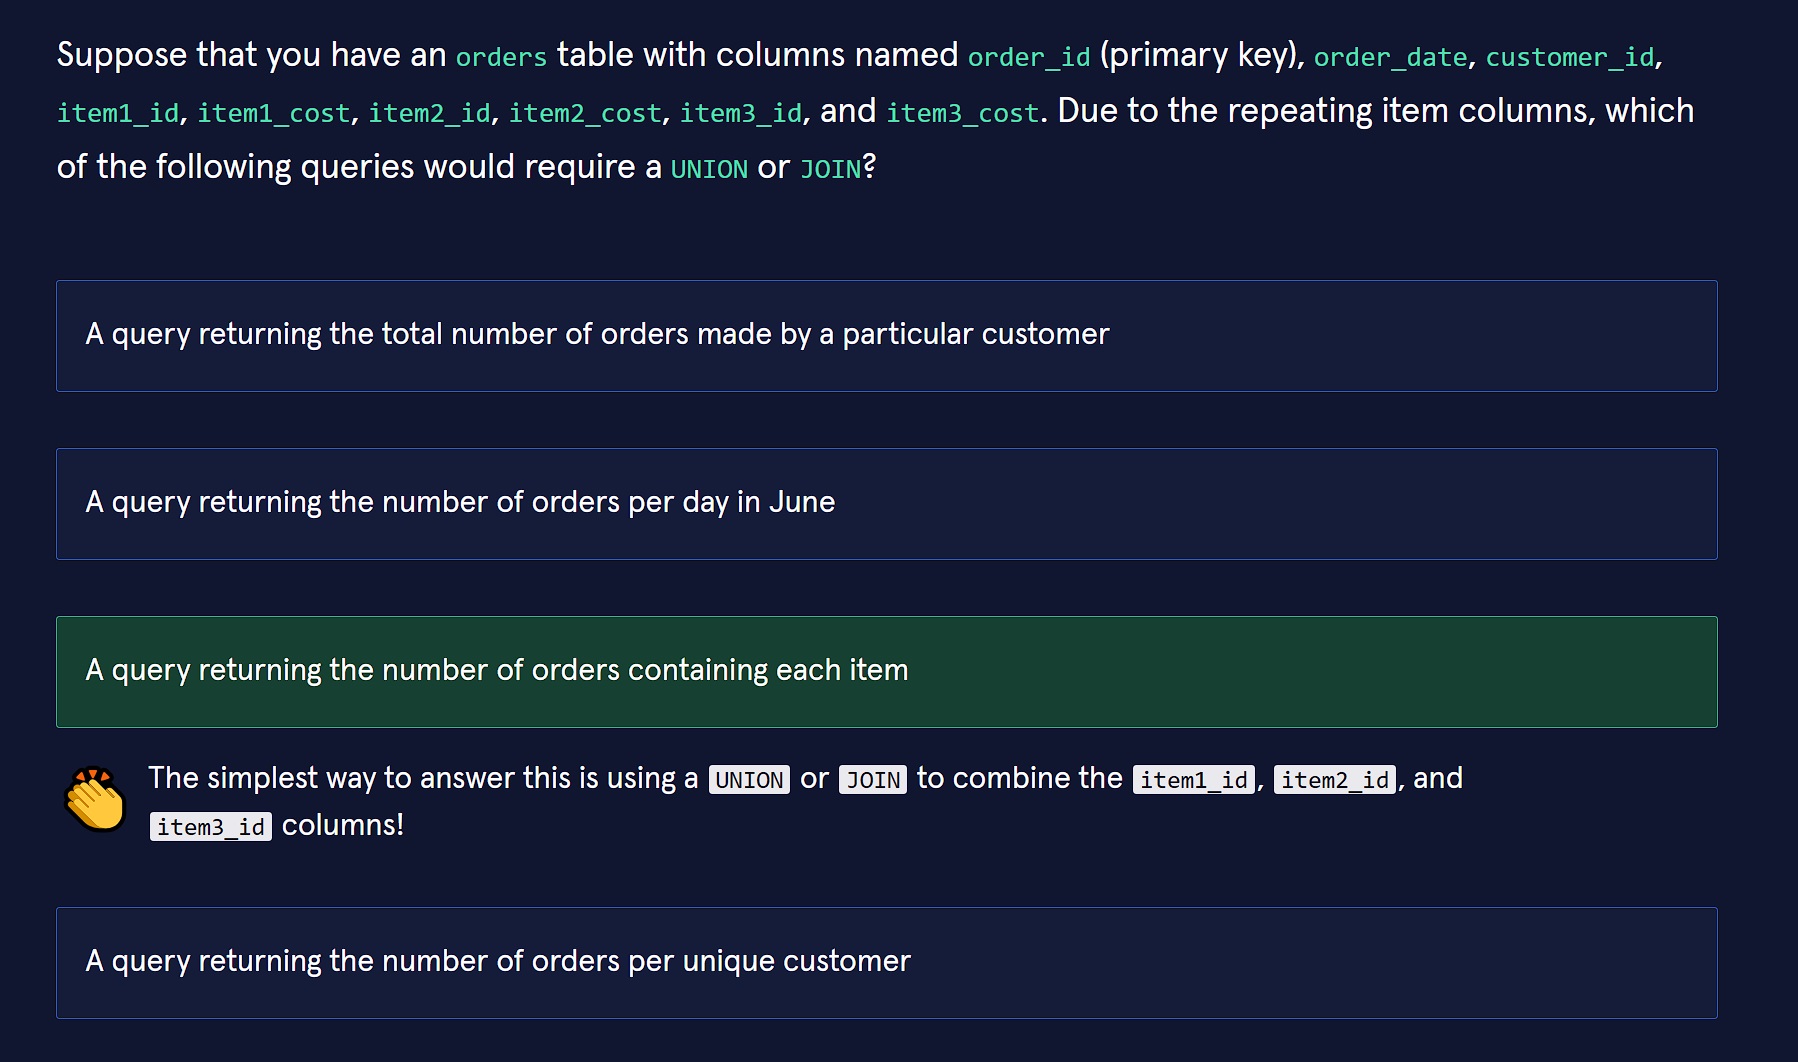 Suppose that you have an orders table with columns named order_id (primary key), order_date, customer_id,
item1_id, item1_cost, item2_id, item2_cost, item3_id, and item3_cost. Due to the repeating item columns, which
of the following queries would require a UNION or JOIN?
A query returning the total number of orders made by a particular customer
A query returning the number of orders per day in June
A query returning the number of orders containing each item
The simplest way to answer this is using a UNION or JOIN to combine the item1_id, item2_id, and
item3_id columns!
A query returning the number of orders per unique customer